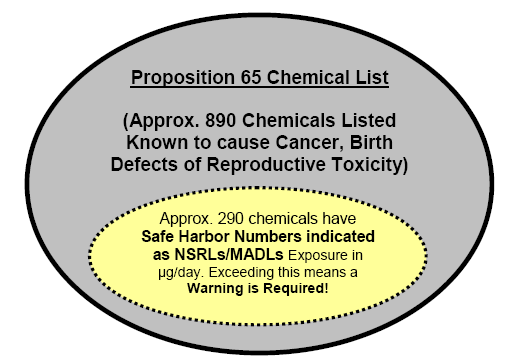 Proposition 65 Chemical List
(Approx. 890 Chemicals Listed
Known to cause Cancer, Birth
Defects of Reproductive Toxicity)
Approx. 290 chemicals have
Safe Harbor Numbers indicated
as NSRLs/MADLs Exposure in
µg/day. Exceeding this means a
Warning is Required!